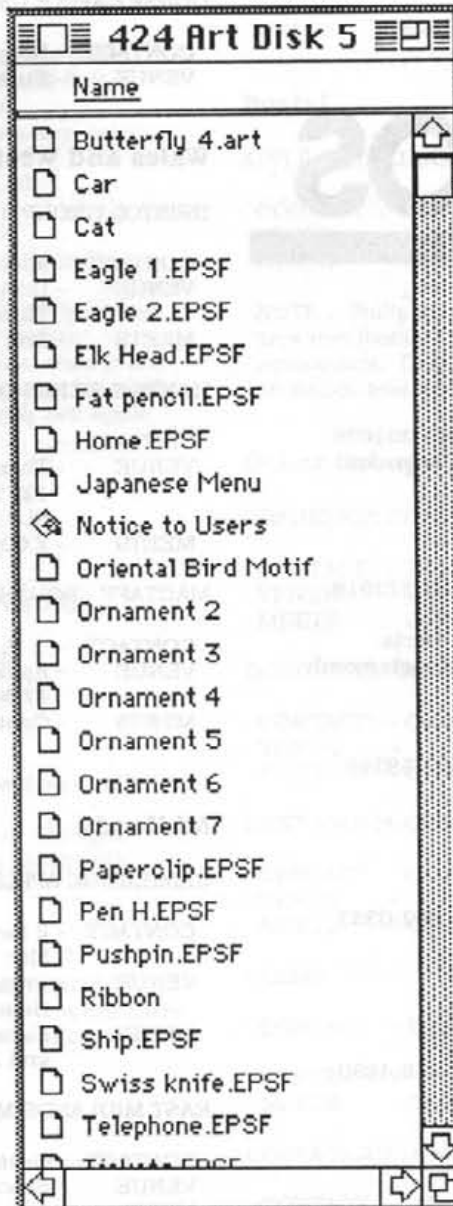 424 Art Disk 5
Name
Butterfly 4.art
Car
Cat
Eagle 1.EPSF
Eagle 2.EPSF
Elk Head.EPSF
Fat pencil.EPSF
Home.EPSF
Japanese Menu
Notice to Users
Oriental Bird Motif
Ornament 2
Ornament 3
Ornament 4
Ornament 5
Ornament 6
Ornament 7
Paperclip.EPSF
Pen H.EPSF
Pushpin.EPSF
Ribbon
Ship.EPSF
Swiss knife.EPSF
Telephone.EPSF